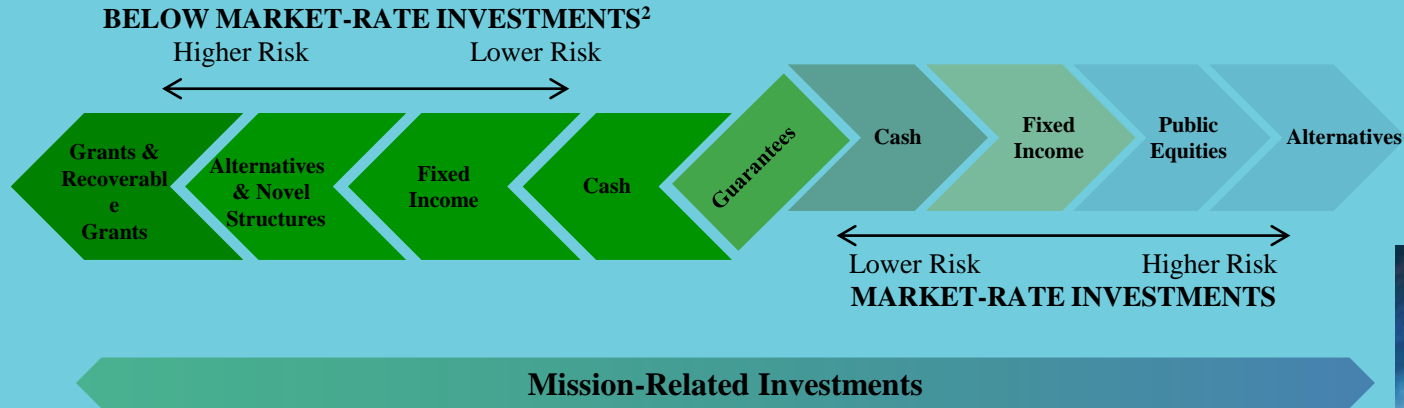 BELOW MARKET-RATE INVESTMENTS²
Higher Risk Lower Risk
Grants &
Recoverabl
e
Grants
Alternatives
& Novel
Structures
Fixed
Income
Cash
Guarantees
Cash
Fixed
Income
Public
Equities
Alternatives
Lower Risk Higher Risk
MARKET-RATE INVESTMENTS
Mission-Related Investments